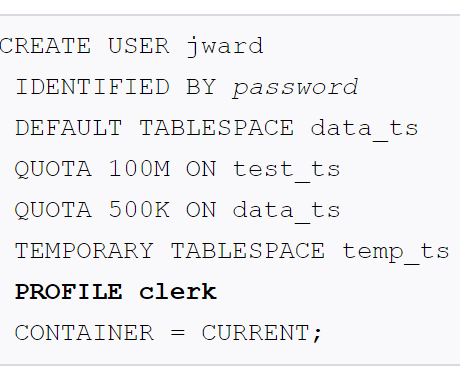 CREATE USER jward
IDENTIFIED BY password
DEFAULT TABLESPACE data_ts
QUOTA 100M ON test_ts
QUOTA 500K ON data_ts
TEMPORARY TABLESPACE temp_ts
PROFILE clerk
CONTAINER = CURRENT;